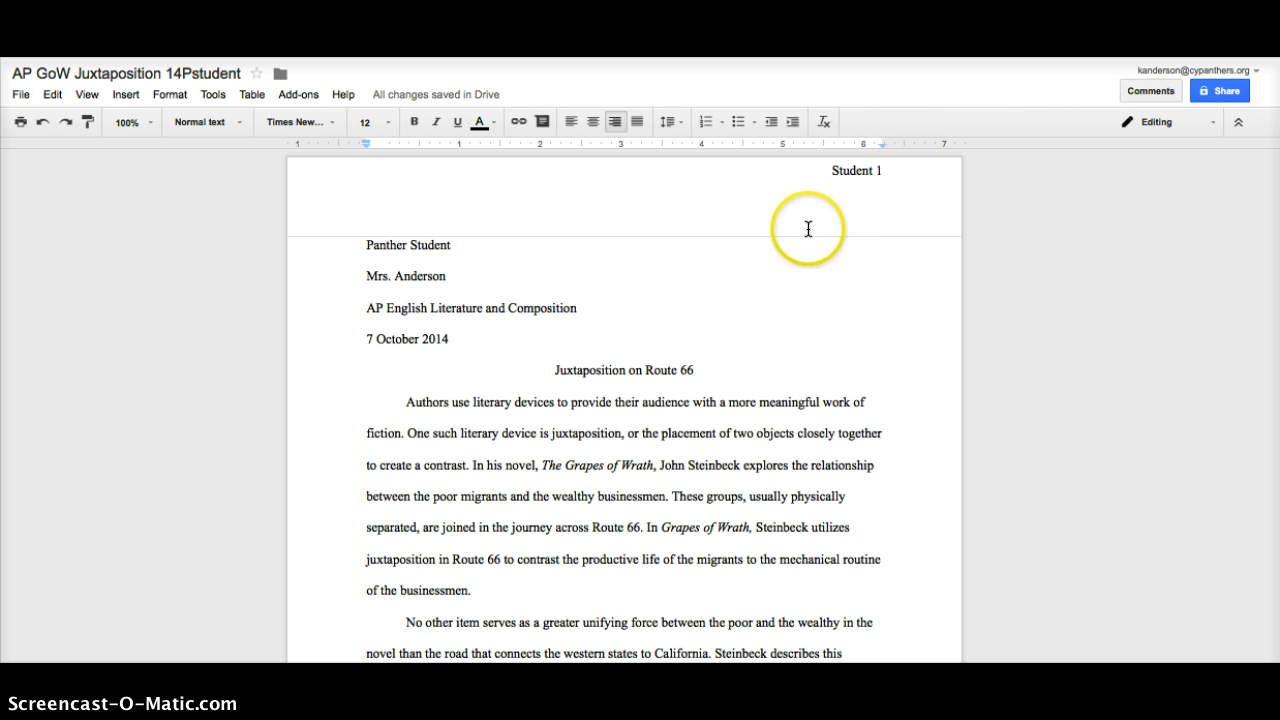 AP GoW Juxtaposition 14Pstudent
kanderson@cypanthers.org
File Edit View Insert Format Tools Table Add-ons Help All changes saved in Drive
Comments Share
100% Normal text Times New... 12 B I U A Editing
1 1 2 3 4 5 6 7
Student 1
Panther Student
Mrs. Anderson
AP English Literature and Composition
7 October 2014
Juxtaposition on Route 66
Authors use literary devices to provide their audience with a more meaningful work of
fiction. One such literary device is juxtaposition, or the placement of two objects closely together
to create a contrast. In his novel, The Grapes of Wrath, John Steinbeck explores the relationship
between the poor migrants and the wealthy businessmen. These groups, usually physically
separated, are joined in the journey across Route 66. In Grapes of Wrath, Steinbeck utilizes
juxtaposition in Route 66 to contrast the productive life of the migrants to the mechanical routine
of the businessmen.
No other item serves as a greater unifying force between the poor and the wealthy in the
novel than the road that connects the western states to California. Steinbeck describes this
Screencast-O-Matic.com